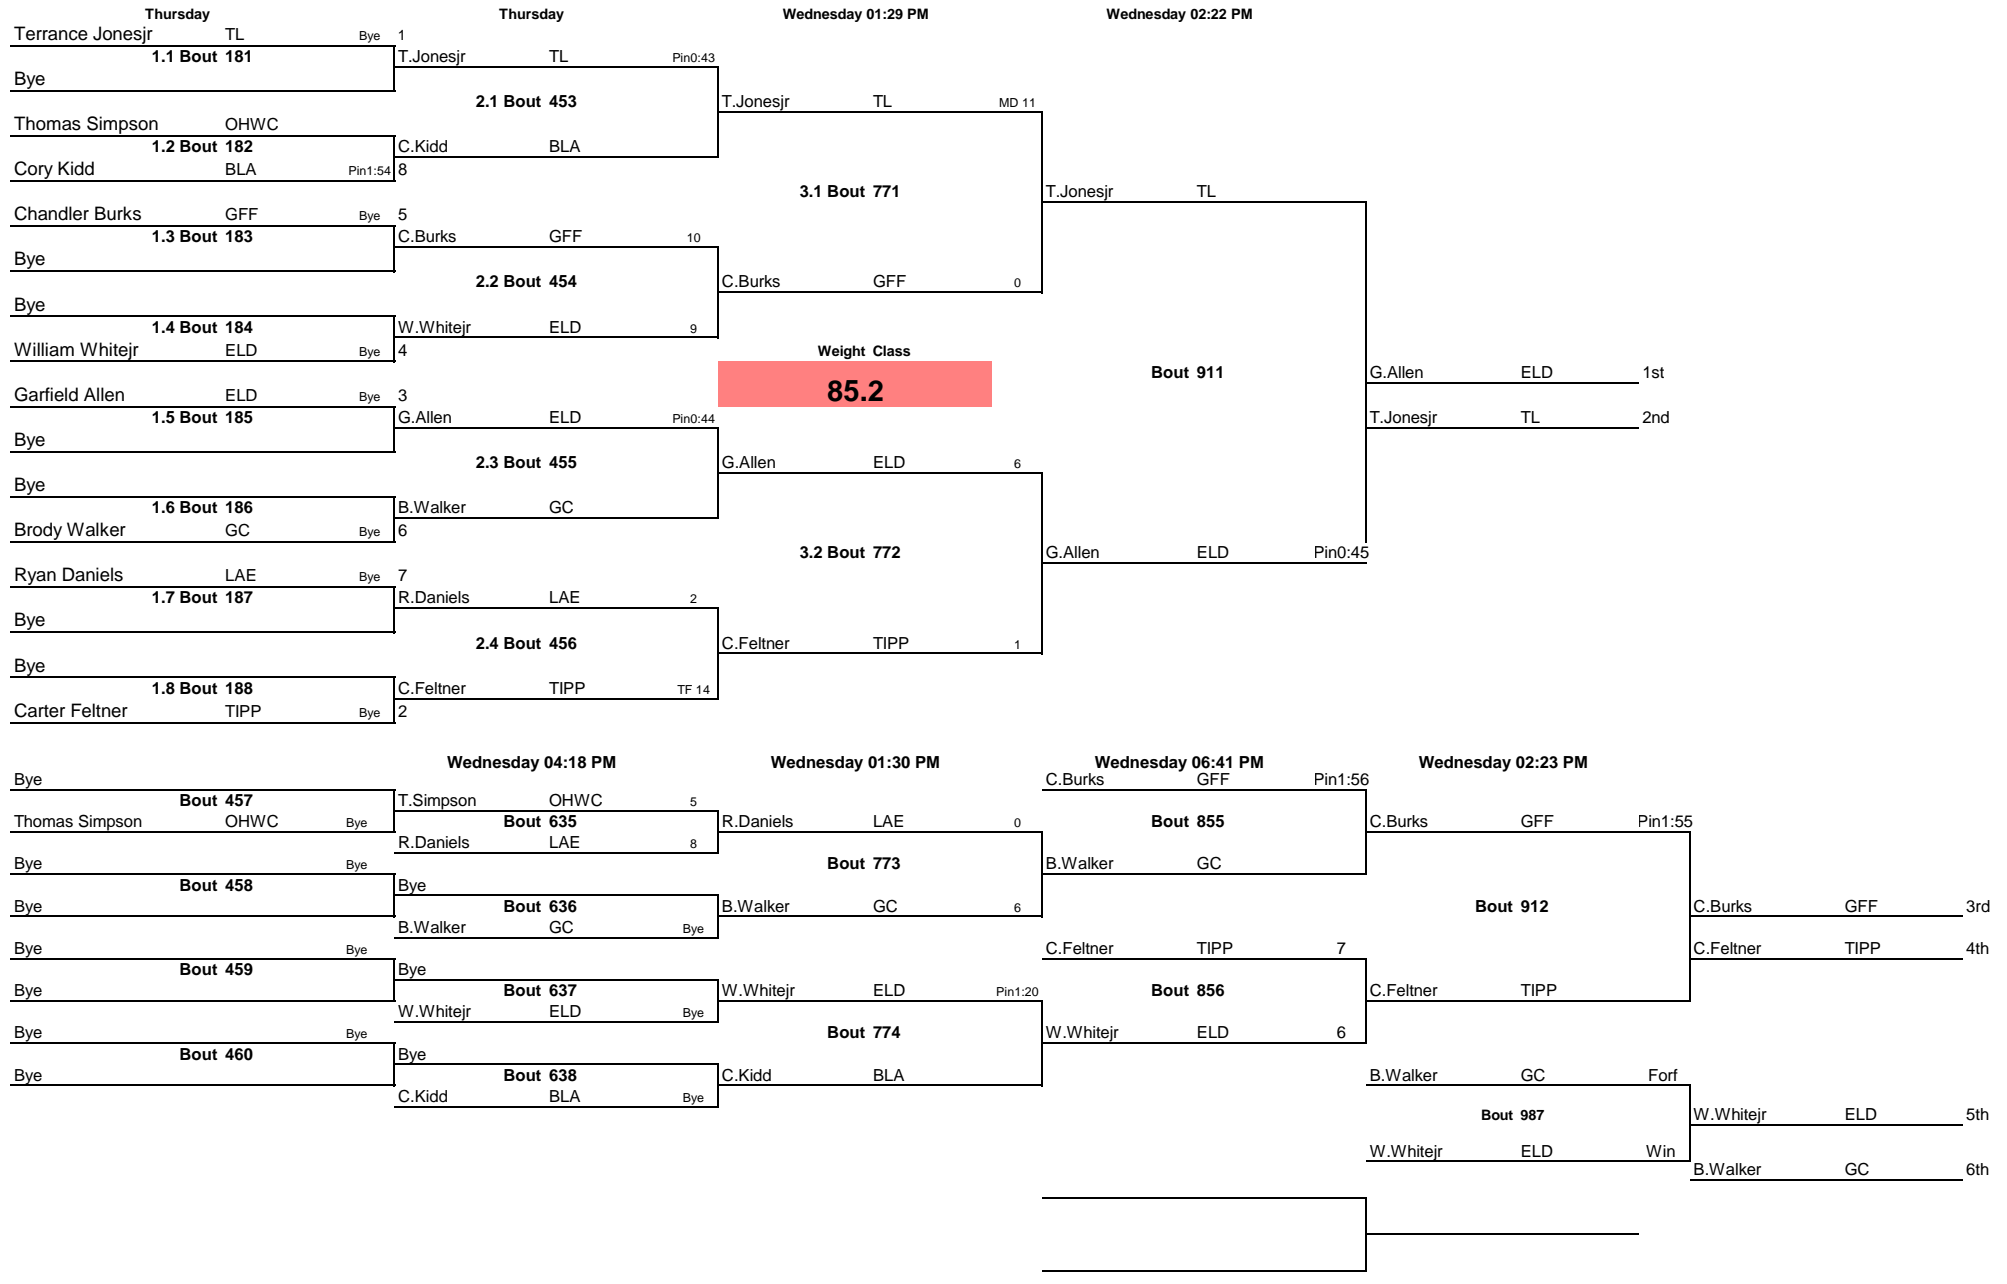 Thursday Thursday Wednesday 01:29 PM Wednesday 02:22 PM
Terrance Jonesjr TL Bye 1
1.1 Bout 181 T.Jonesjr TL Pin0:43
Bye
2.1 Bout 453 T.Jonesjr TL MD 11
Thomas Simpson OHWC
1.2 Bout 182 C.Kidd BLA
Cory Kidd BLA Pin1:54 8
3.1 Bout 771 T.Jonesjr TL
Chandler Burks GFF Bye 5
1.3 Bout 183 C.Burks GFF 10
Bye
2.2 Bout 454 C.Burks GFF 0
Bye
1.4 Bout 184 W.Whitejr ELD 9
William Whitejr ELD Bye 4 Weight Class
Bout 911 G.Allen ELD 1st
85.2
Garfield Allen ELD Bye 3
1.5 Bout 185 G.Allen ELD Pin0:44 T.Jonesjr TL 2nd
Bye
2.3 Bout 455 G.Allen ELD 6
Bye
1.6 Bout 186 B.Walker GC
Brody Walker GC Bye 6
3.2 Bout 772 G.Allen ELD Pin0:45
Ryan Daniels LAE Bye 7
1.7 Bout 187 R.Daniels LAE 2
Bye
2.4 Bout 456 C.Feltner TIPP 1
Bye
1.8 Bout 188 C.Feltner TIPP TF 14
Carter Feltner TIPP Bye 2
Wednesday 04:18 PM Wednesday 01:30 PM Wednesday 06:41 PM Wednesday 02:23 PM
Bye C.Burks GFF Pin1:56
Bout 457 T.Simpson OHWC 5
Thomas Simpson OHWC Bye Bout 635 R.Daniels LAE 0 Bout 855 C.Burks GFF Pin1:55
R.Daniels LAE 8
Bye Bye Bout 773 B.Walker GC
Bout 458 Bye
Bye Bout 636 B.Walker GC 6 Bout 912 C.Burks GFF 3rd
B.Walker GC Bye
Bye Bye C.Feltner TIPP 7 C.Feltner TIPP 4th
Bout 459 Bye
Bye Bout 637 W.Whitejr ELD Pin1:20 Bout 856 C.Feltner TIPP
W.Whitejr ELD Bye
Bye Bye Bout 774 W.Whitejr ELD 6
Bout 460 Bye
Bye Bout 638 C.Kidd BLA B.Walker GC Forf
C.Kidd BLA Bye
Bout 987 W.Whitejr ELD 5th
W.Whitejr ELD Win
B.Walker GC 6th